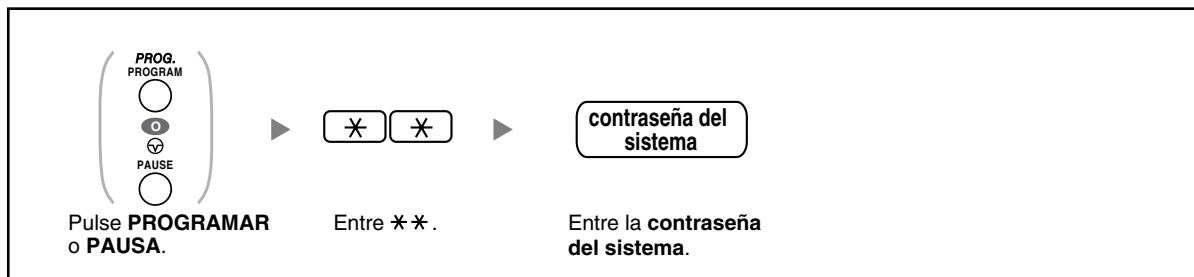 PROG.
PROGRAM
O
PAUSE
Pulse PROGRAMAR
o PAUSA.
Entre ✳✳.
contraseña del
sistema
Entre la contraseña
del sistema.